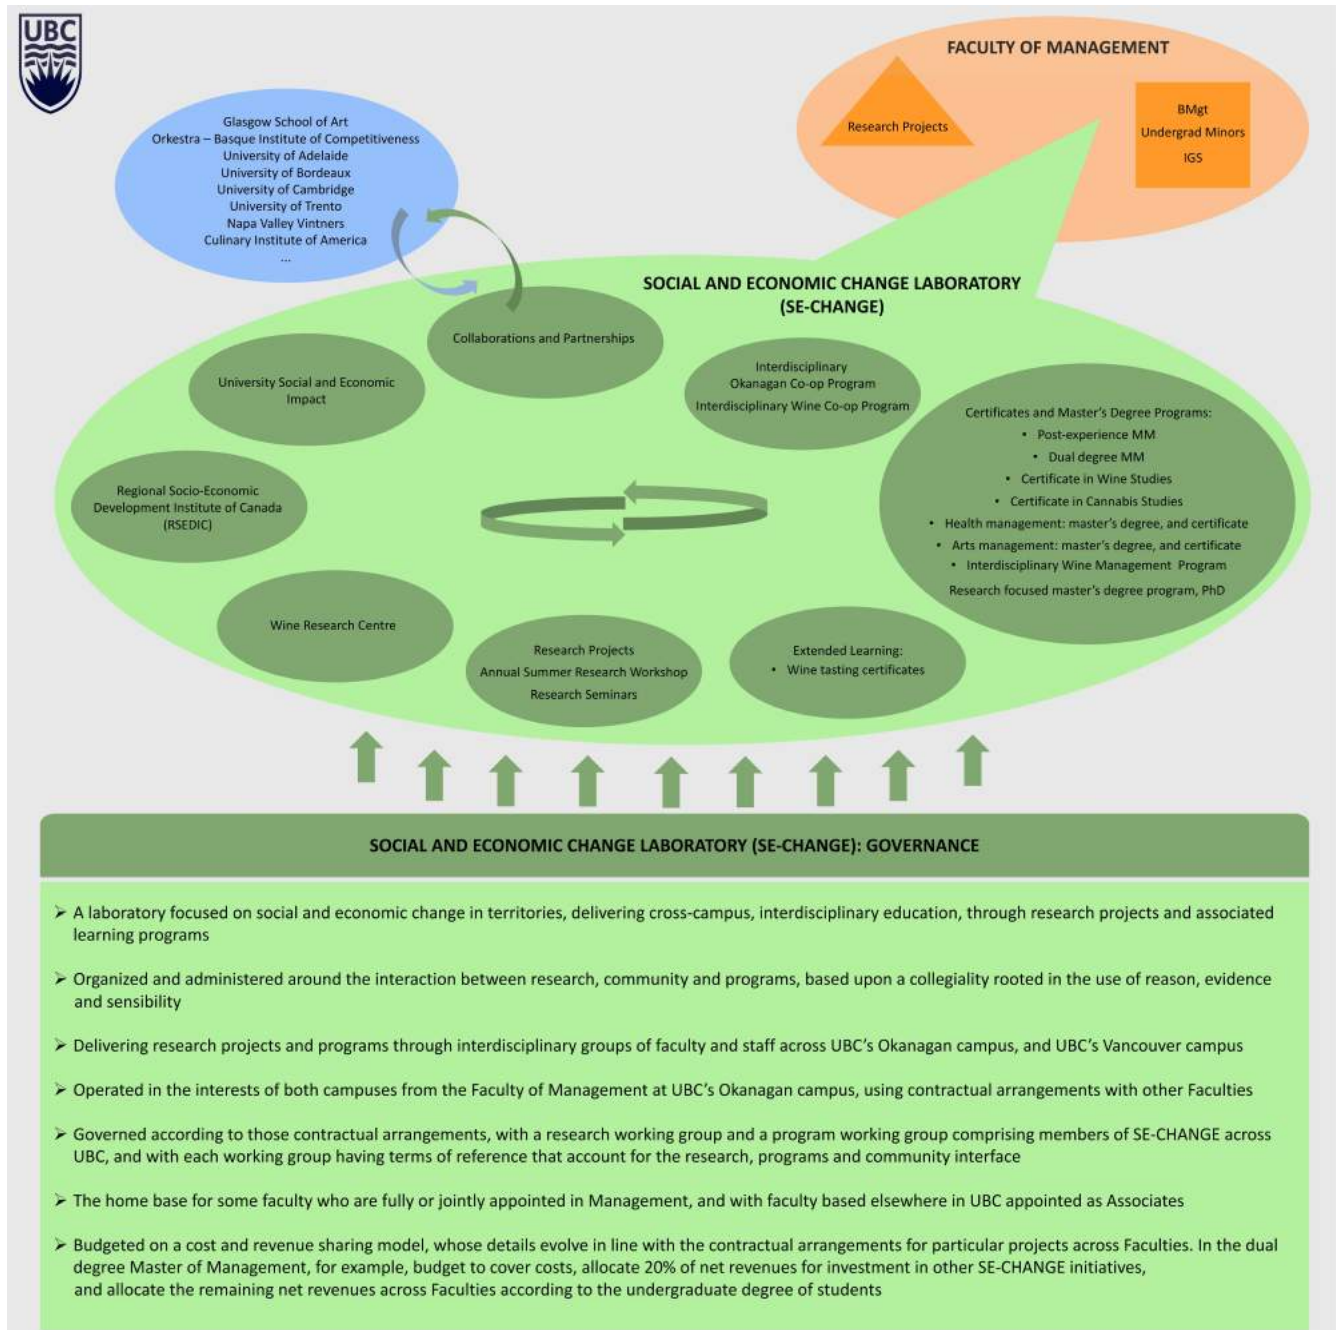 UBC
FACULTY OF MANAGEMENT
Research Projects
BMgt
Undergrad Minors
IGS
Glasgow School of Art
Orkestra – Basque Institute of Competitiveness
University of Adelaide
University of Bordeaux
University of Cambridge
University of Trento
Napa Valley Vintners
Culinary Institute of America
...
SOCIAL AND ECONOMIC CHANGE LABORATORY
(SE-CHANGE)
Collaborations and Partnerships
University Social and Economic
Impact
Interdisciplinary
Okanagan Co-op Program
Interdisciplinary Wine Co-op Program
Certificates and Master's Degree Programs:
• Post-experience MM
• Dual degree MM
• Certificate in Wine Studies
• Certificate in Cannabis Studies
• Health management: master's degree, and certificate
• Arts management: master's degree, and certificate
• Interdisciplinary Wine Management Program
Research focused master's degree program, PhD
Regional Socio-Economic
Development Institute of Canada
(RSEDIC)
Wine Research Centre
Research Projects
Annual Summer Research Workshop
Research Seminars
Extended Learning:
• Wine tasting certificates
SOCIAL AND ECONOMIC CHANGE LABORATORY (SE-CHANGE): GOVERNANCE
➢ A laboratory focused on social and economic change in territories, delivering cross-campus, interdisciplinary education, through research projects and associated
learning programs
➢ Organized and administered around the interaction between research, community and programs, based upon a collegiality rooted in the use of reason, evidence
and sensibility
➢ Delivering research projects and programs through interdisciplinary groups of faculty and staff across UBC's Okanagan campus, and UBC's Vancouver campus
➢ Operated in the interests of both campuses from the Faculty of Management at UBC's Okanagan campus, using contractual arrangements with other Faculties
➢ Governed according to those contractual arrangements, with a research working group and a program working group comprising members of SE-CHANGE across
UBC, and with each working group having terms of reference that account for the research, programs and community interface
➢ The home base for some faculty who are fully or jointly appointed in Management, and with faculty based elsewhere in UBC appointed as Associates
➢ Budgeted on a cost and revenue sharing model, whose details evolve in line with the contractual arrangements for particular projects across Faculties. In the dual
degree Master of Management, for example, budget to cover costs, allocate 20% of net revenues for investment in other SE-CHANGE initiatives,
and allocate the remaining net revenues across Faculties according to the undergraduate degree of students